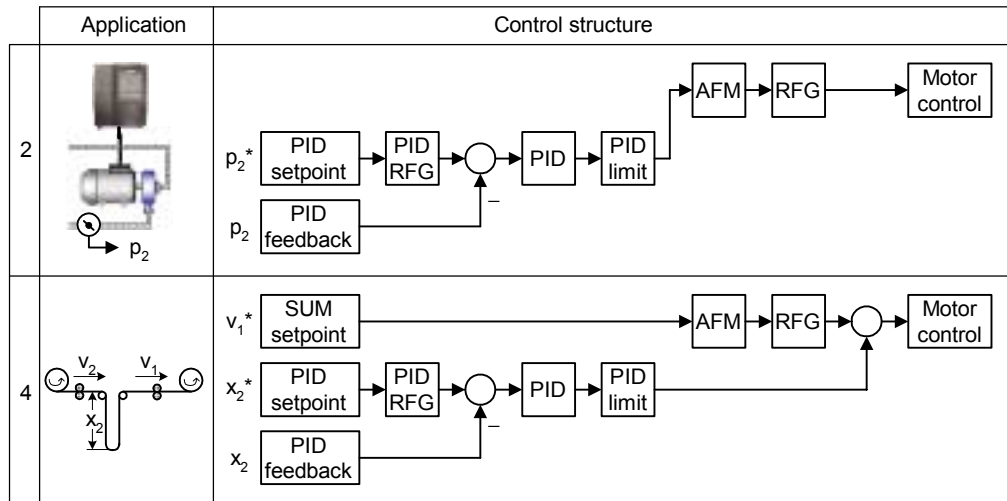 Application
Control structure
2
p2
p2*
PID
setpoint
PID
RFG
PID
PID
limit
AFM
RFG
Motor
control
p2
PID
feedback
–
4
v2
v1
x2
v1*
SUM
setpoint
AFM
RFG
Motor
control
x2*
PID
setpoint
PID
RFG
PID
PID
limit
x2
PID
feedback
–